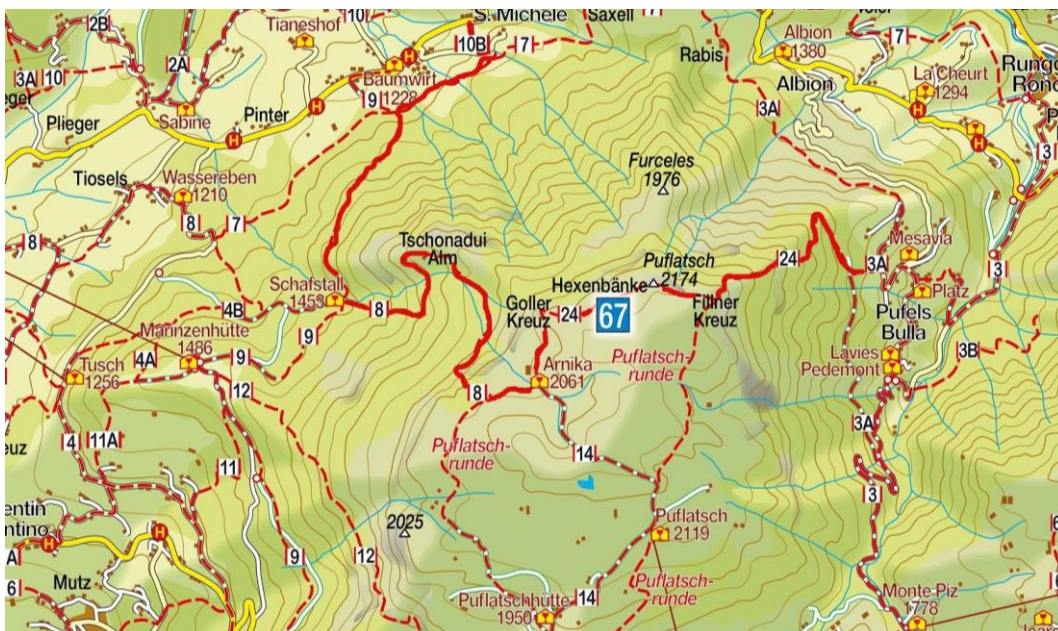 2B
Tianeshof
10
S. Michele
Saxell
7
10B
7
Rabis
Albion
1380
7
La Cheurt
1294
3A
10
2A
Baumwirt
1228
9
Albion
3A
Plieger
Sabine
Pinter
H
H
H
H
3
Tiosels
Wassereben
1210
Furceles
1976
8
7
8
Tschonadui
Alm
Puflatsch
2174
24
3A
Mesavia
3
Schafstall
1453
8
4B
Hexenbänke
Goller
Kreuz
24
67
Fillner
Kreuz
Platz
Pufels
Bulla
Marinzenhütte
1486
9
4A
9
12
Tusch
1256
Arnika
2061
Puflatsch-
runde
Lavies
Pedemont
3B
8
4
11A
Puflatsch-
runde
14
3A
11
3
2025
Puflatsch
2119
H
H
9
12
Puflatsch-
runde
6
Mutz
Puflatschhütte
1950
14
Monte Piz
1778